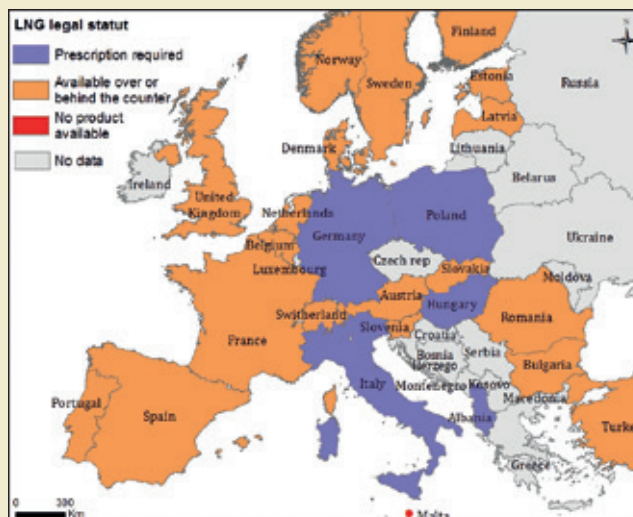 LNG legal statut
Prescription required
Available over or
behind the counter
No product
available
No data
Finland
Norway
Sweden
Estonia
Russia
Latvia
Denmark
Lithuania
Ireland
Belarus
United
Kingdom
Netherlands
Germany
Poland
Belgium
Ukraine
Czech rep
Luxembourg
Slovakia
Moldova
Austria
Hungary
France
Switherland
Slovenia
Romania
Croatia
Bosnia
Herzego
Serbia
Bulgaria
Italy
Montenegro
Kosovo
Portugal
Spain
Macedonia
Albania
Turke
Greece
0 300
Km
Malta